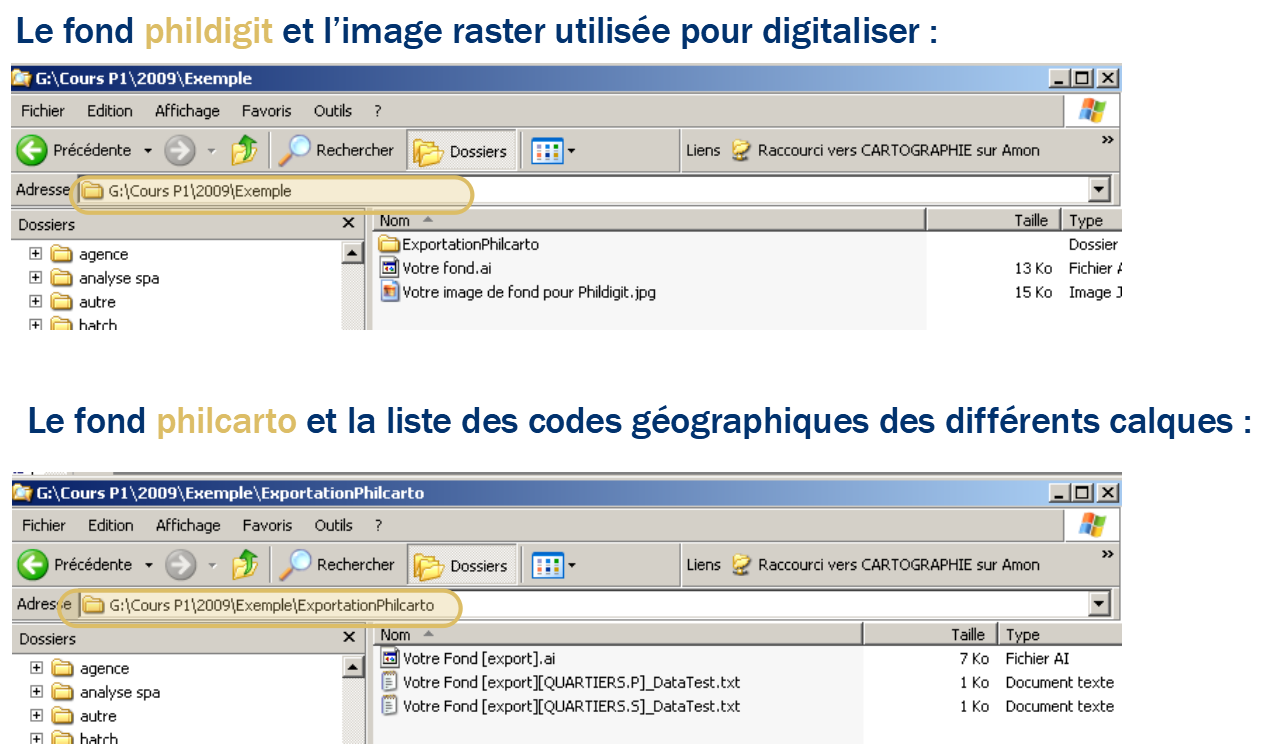 Le fond phildigit et l'image raster utilisée pour digitaliser :
G:\Cours P1\2009\Exemple
Fichier Edition Affichage Favoris Outils ?
Précédente Rechercher Dossiers Liens Raccourci vers CARTOGRAPHIE sur Amon »
Adresse G:\Cours P1\2009\Exemple
Dossiers X Nom Taille Type
agence ExportationPhilcarto Dossier
analyse spa Votre fond.ai 13 Ko Fichier A
autre Votre image de fond pour Phildigit.jpg 15 Ko Image J
batch
Le fond philcarto et la liste des codes géographiques des différents calques :
G:\Cours P1\2009\Exemple\ExportationPhilcarto
Fichier Edition Affichage Favoris Outils ?
Précédente Rechercher Dossiers Liens Raccourci vers CARTOGRAPHIE sur Amon »
Adresse G:\Cours P1\2009\Exemple\ExportationPhilcarto
Dossiers X Nom Taille Type
agence Votre Fond [export].ai 7 Ko Fichier AI
analyse spa Votre Fond [export][QUARTIERS.P]_DataTest.txt 1 Ko Document texte
autre Votre Fond [export][QUARTIERS.S]_DataTest.txt 1 Ko Document texte
batch